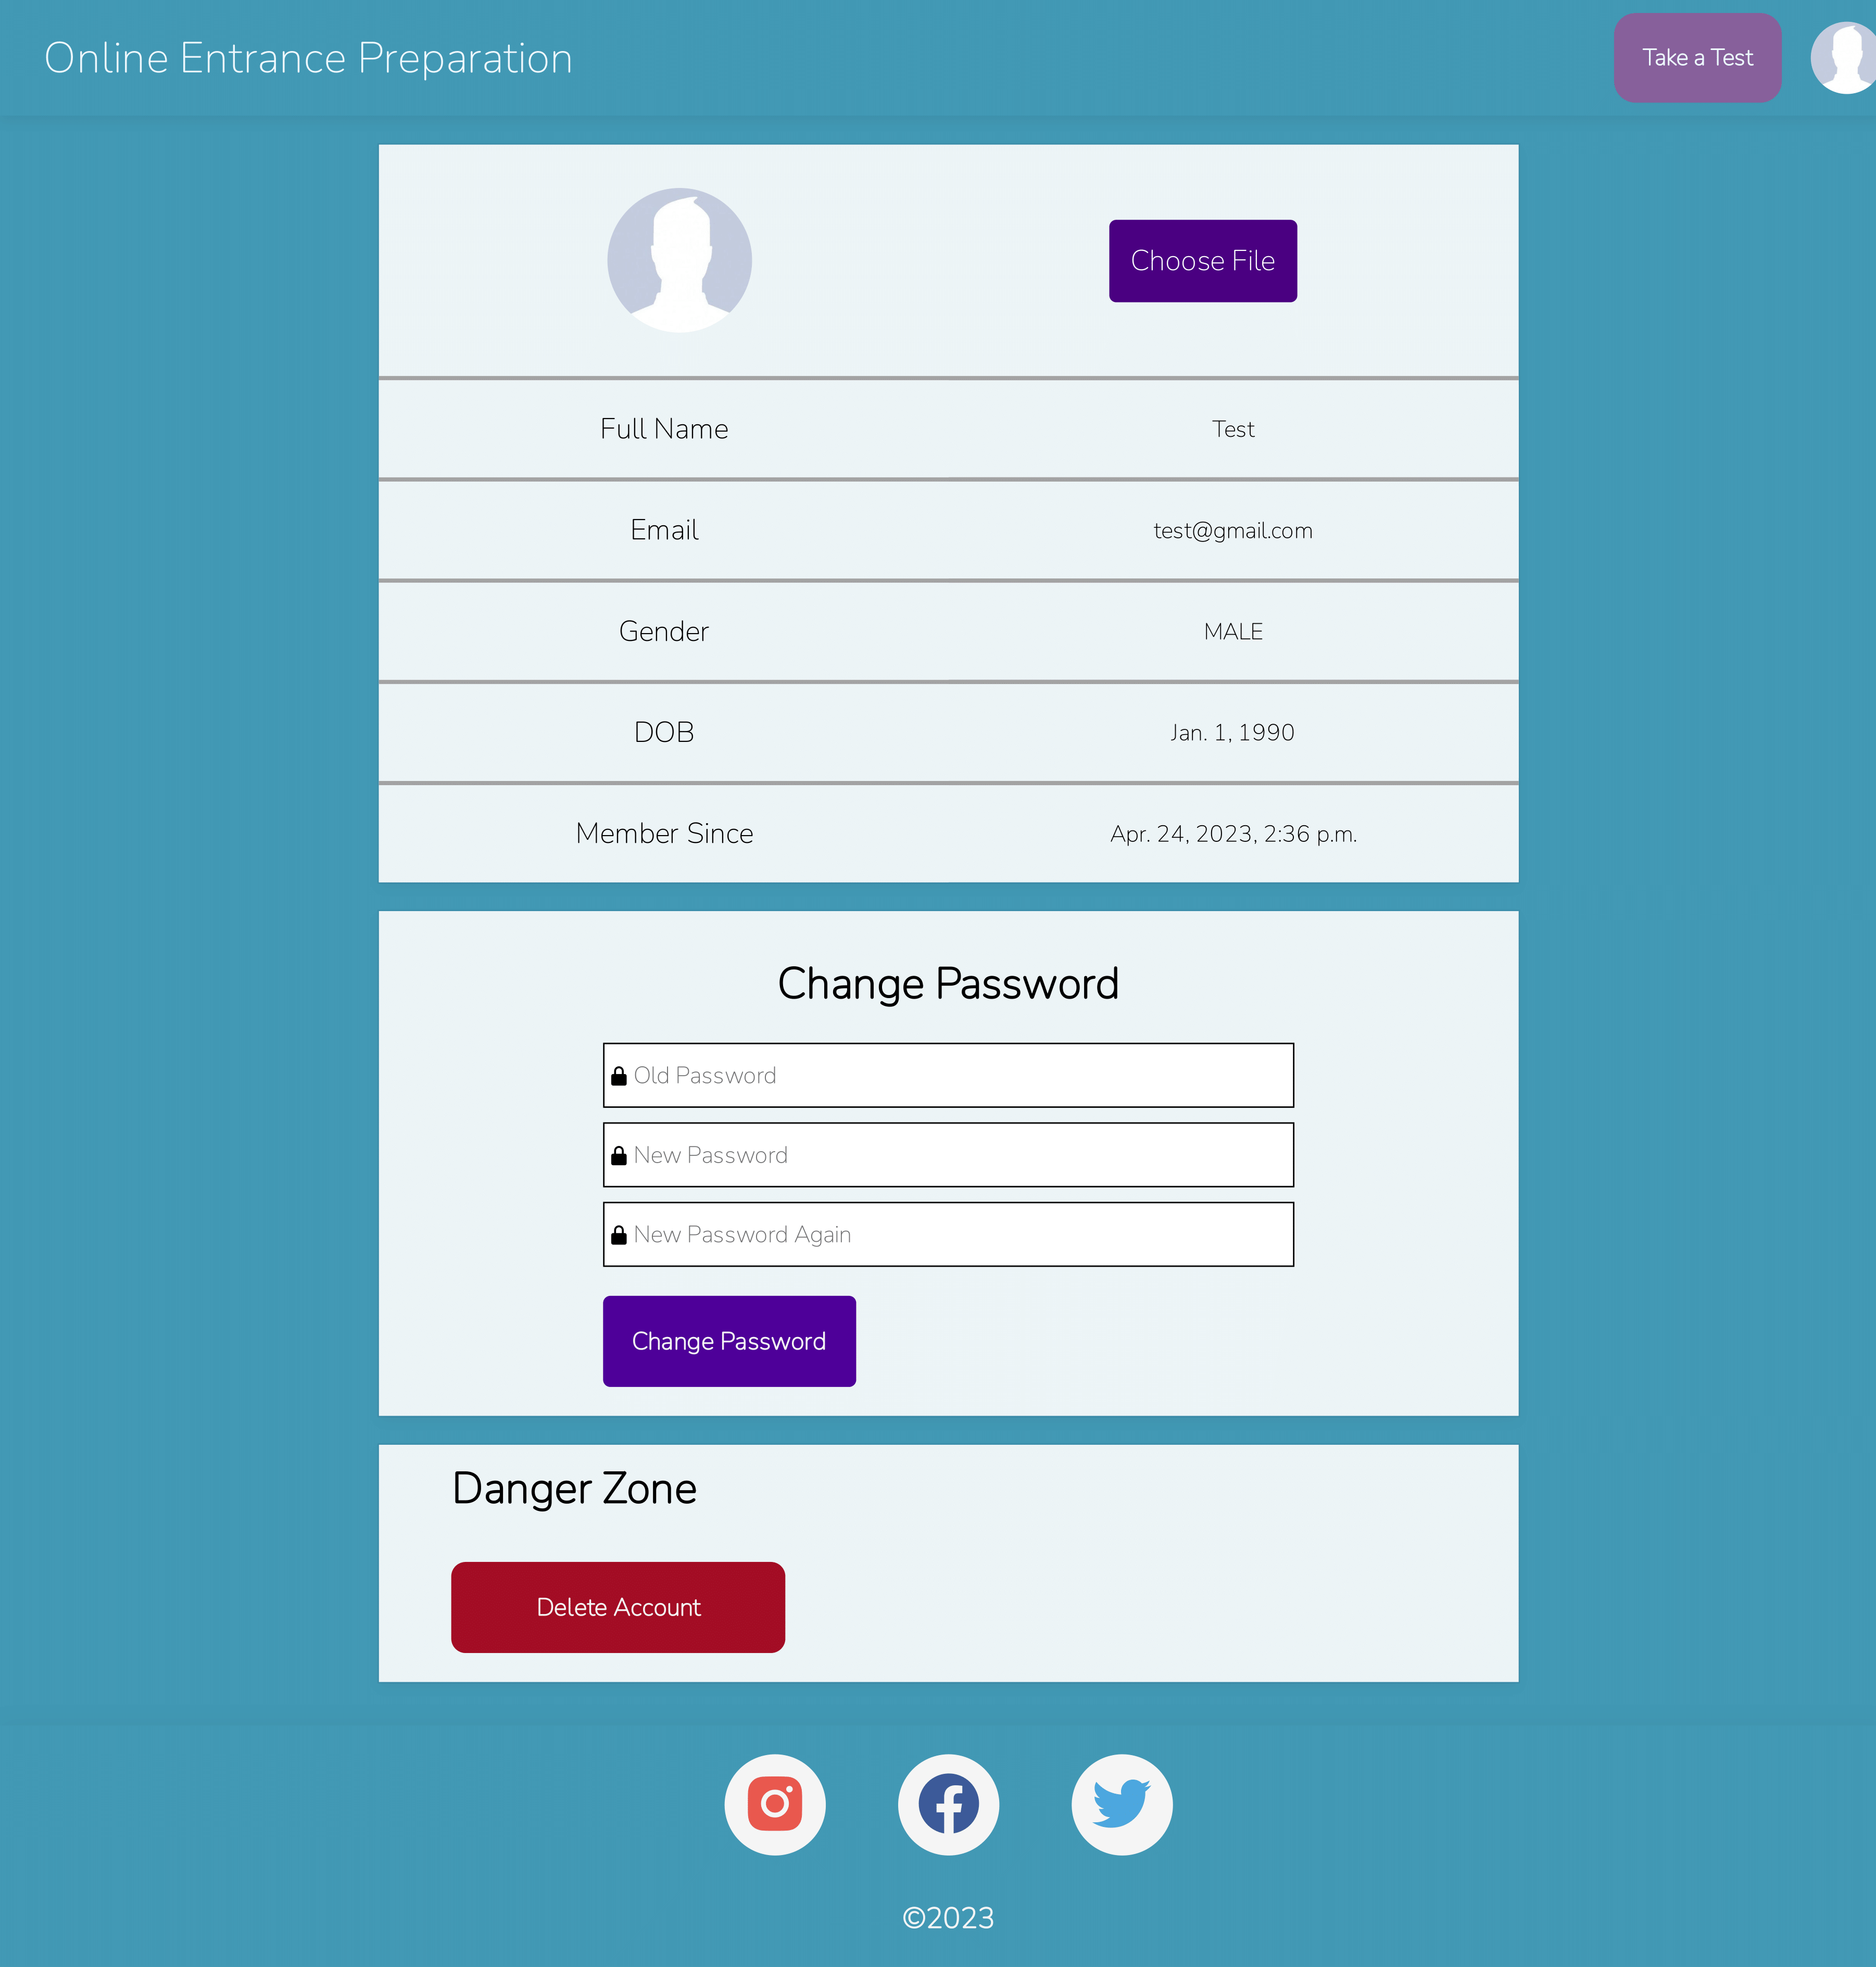 Online Entrance Preparation
Take a Test
Choose File
Full Name Test
Email test@gmail.com
Gender MALE
DOB Jan. 1, 1990
Member Since Apr. 24, 2023, 2:36 p.m.
Change Password
Old Password
New Password
New Password Again
Change Password
Danger Zone
Delete Account
©2023